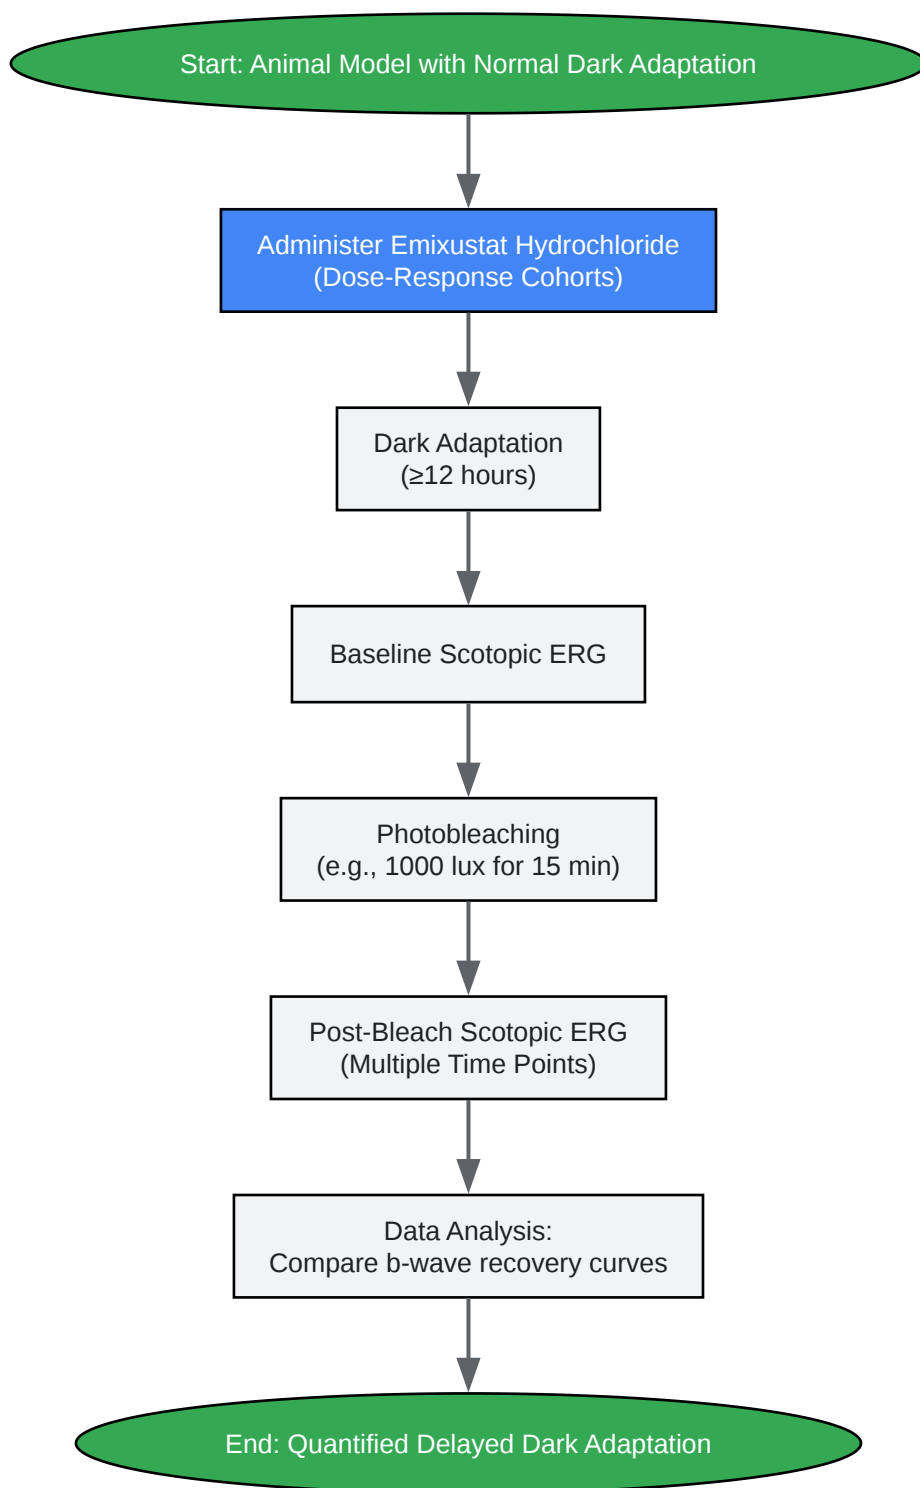 Start: Animal Model with Normal Dark Adaptation
Administer Emixustat Hydrochloride
(Dose-Response Cohorts)
Dark Adaptation
(≥12 hours)
Baseline Scotopic ERG
Photobleaching
(e.g., 1000 lux for 15 min)
Post-Bleach Scotopic ERG
(Multiple Time Points)
Data Analysis:
Compare b-wave recovery curves
End: Quantified Delayed Dark Adaptation